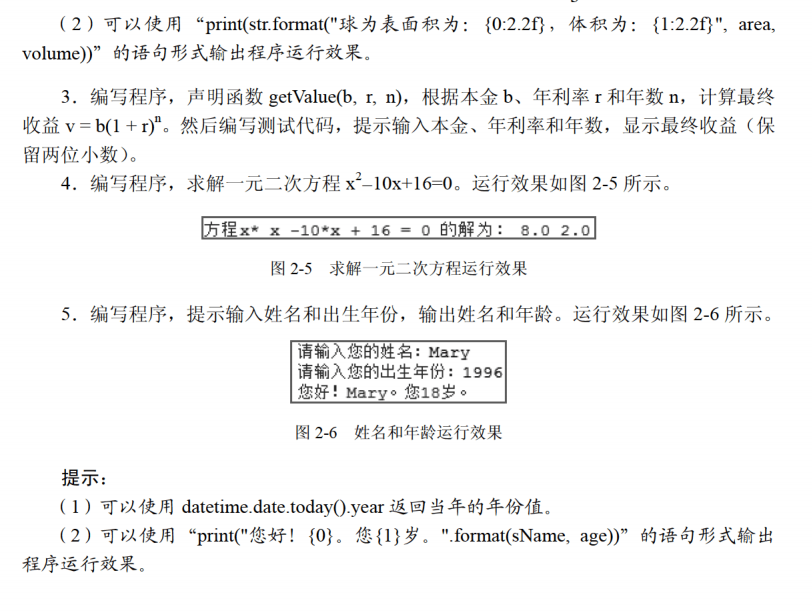 （2）可以使用“print(str.format("球为表面积为：{0:2.2f}，体积为：{1:2.2f}", area,
volume))”的语句形式输出程序运行效果。
3．编写程序，声明函数 getValue(b, r, n)，根据本金 b、年利率 r 和年数 n，计算最终
收益 v = b(1 + r)ⁿ。然后编写测试代码，提示输入本金、年利率和年数，显示最终收益（保
留两位小数）。
4．编写程序，求解一元二次方程 x²–10x+16=0。运行效果如图 2-5 所示。
方程x* x -10*x + 16 = 0 的解为： 8.0 2.0
图 2-5 求解一元二次方程运行效果
5．编写程序，提示输入姓名和出生年份，输出姓名和年龄。运行效果如图 2-6 所示。
请输入您的姓名：Mary
请输入您的出生年份：1996
您好！Mary。您18岁。
图 2-6 姓名和年龄运行效果
提示：
（1）可以使用 datetime.date.today().year 返回当年的年份值。
（2）可以使用“print("您好！{0}。您{1}岁。".format(sName, age))”的语句形式输出
程序运行效果。